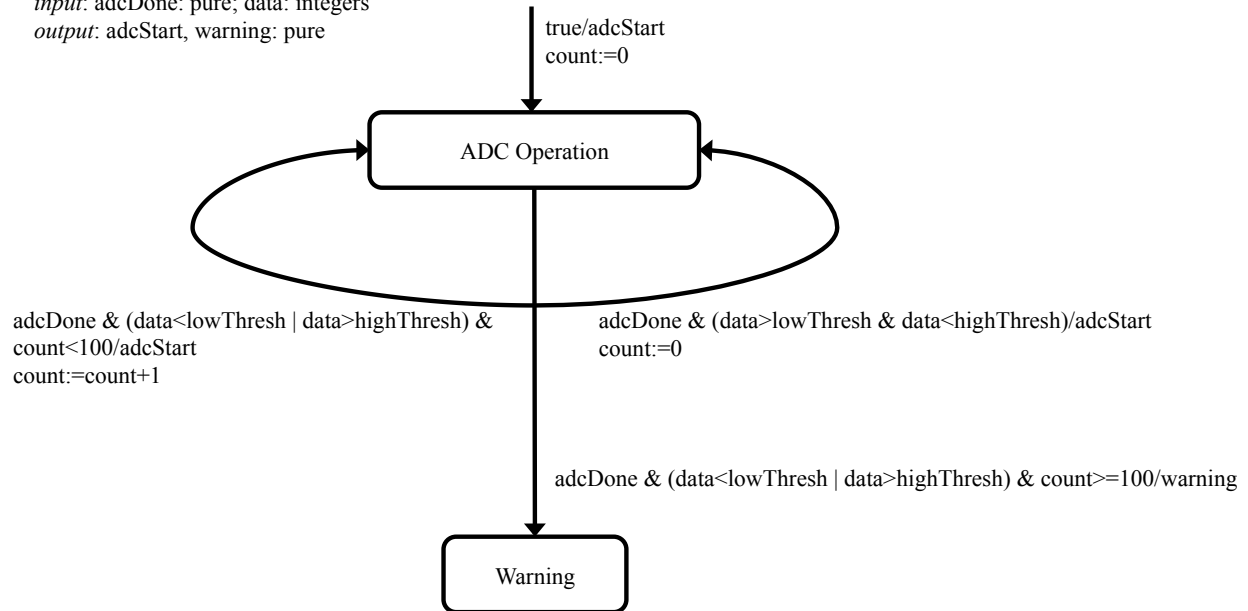 input: adcDone: pure; data: integers
output: adcStart, warning: pure
true/adcStart
count:=0
ADC Operation
adcDone & (data<lowThresh | data>highThresh) &
count<100/adcStart
count:=count+1
adcDone & (data>lowThresh & data<highThresh)/adcStart
count:=0
adcDone & (data<lowThresh | data>highThresh) & count>=100/warning
Warning